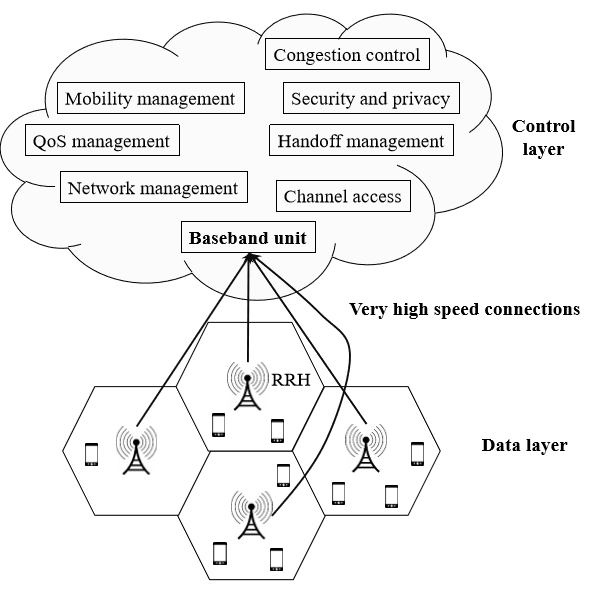 Congestion control
Mobility management
Security and privacy
QoS management
Handoff management
Control
layer
Network management
Channel access
Baseband unit
Very high speed connections
RRH
Data layer